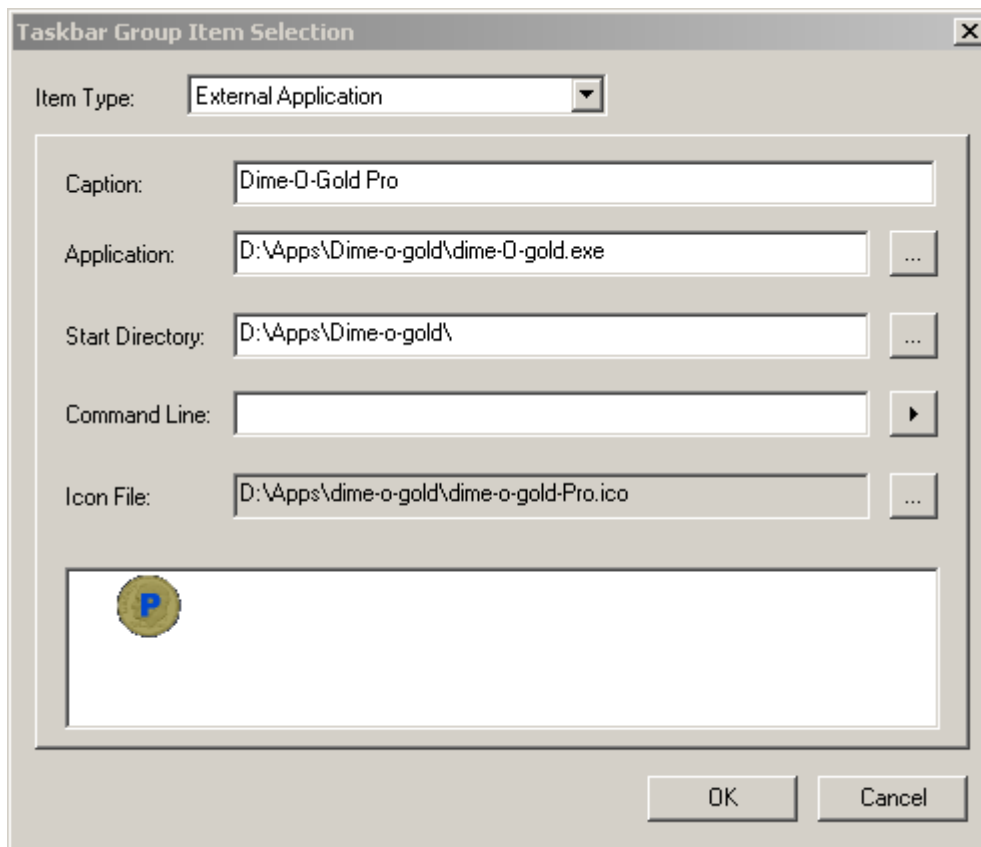 Taskbar Group Item Selection
Item Type: External Application
Caption: Dime-O-Gold Pro
Application: D:\Apps\Dime-o-gold\dime-O-gold.exe ...
Start Directory: D:\Apps\Dime-o-gold\ ...
Command Line:
Icon File: D:\Apps\dime-o-gold\dime-o-gold-Pro.ico ...
P
OK Cancel